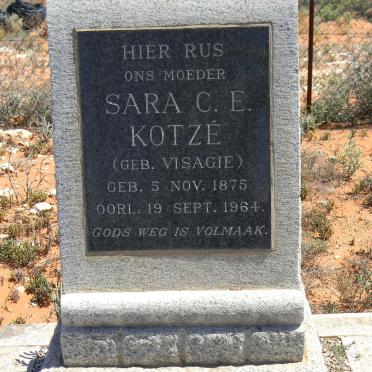 HIER RUS
ONS MOEDER
SARA C. E.
KOTZÉ
(GEB. VISAGIE)
GEB. 5 NOV. 1875
OORL. 19 SEPT. 1964.
GODS WEG IS VOLMAAK.